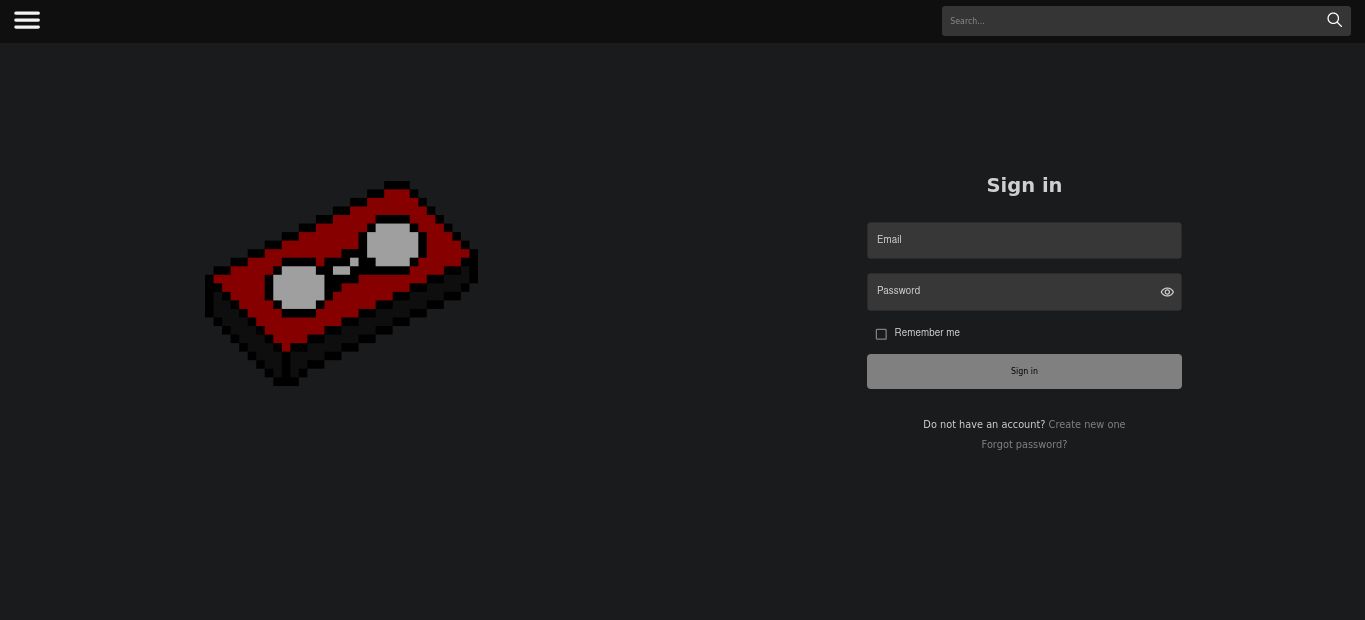 Search...
Sign in
Email
Password
Remember me
Sign in
Do not have an account? Create new one
Forgot password?